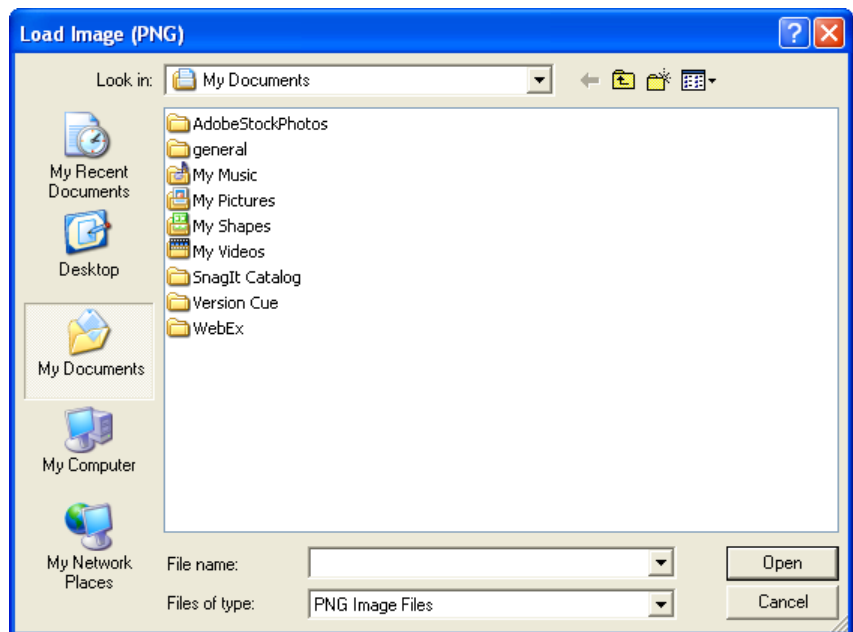 Load Image (PNG)
Look in:
My Documents
My Recent
Documents
Desktop
My Documents
My Computer
My Network
Places
AdobeStockPhotos
general
My Music
My Pictures
My Shapes
My Videos
SnagIt Catalog
Version Cue
WebEx
File name:
Open
Files of type:
PNG Image Files
Cancel